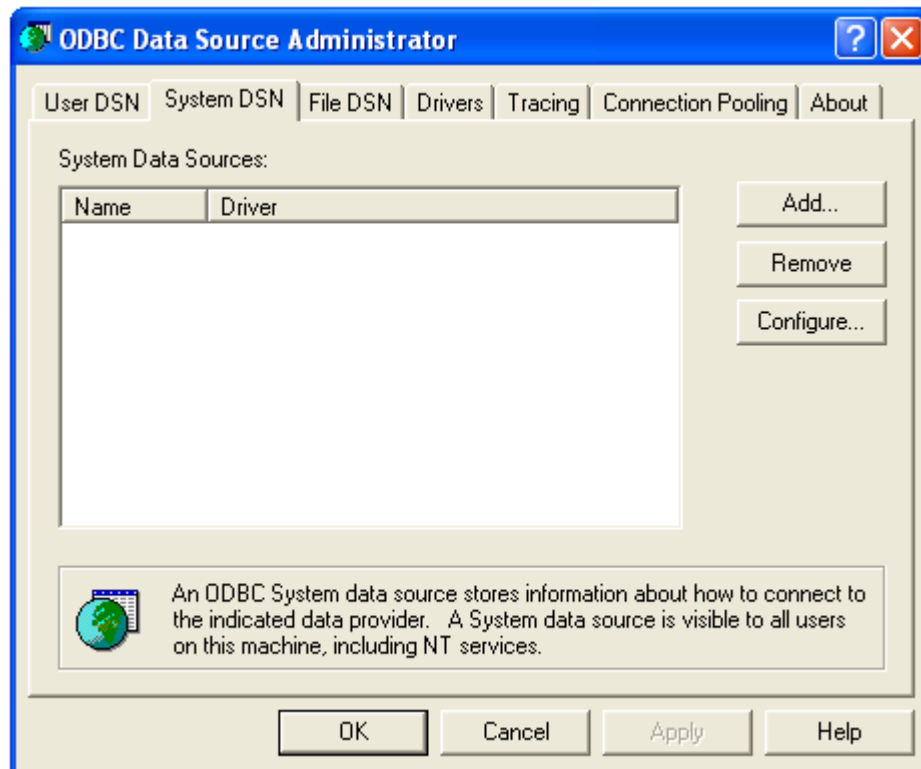 ODBC Data Source Administrator
User DSN System DSN File DSN Drivers Tracing Connection Pooling About
System Data Sources:
Name Driver
Add...
Remove
Configure...
An ODBC System data source stores information about how to connect to
the indicated data provider. A System data source is visible to all users
on this machine, including NT services.
OK Cancel Apply Help